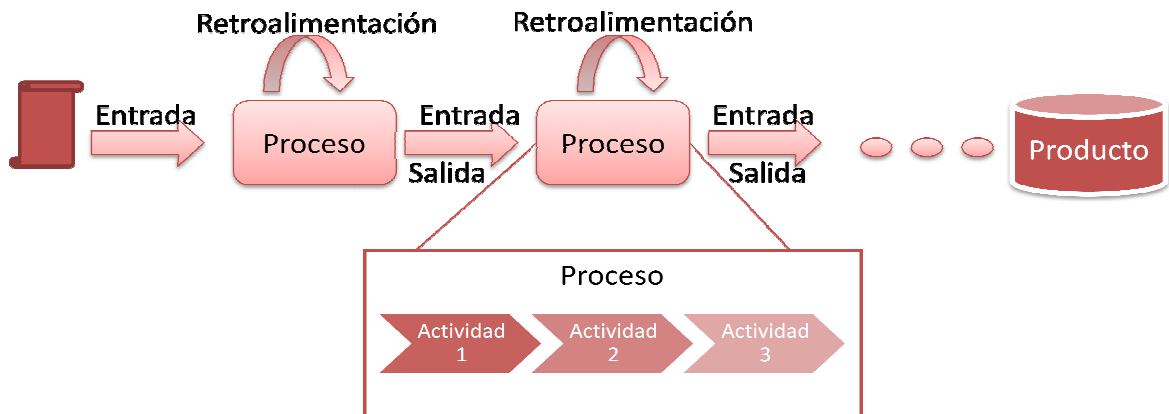 Retroalimentación
Retroalimentación
Entrada
Proceso
Entrada
Salida
Proceso
Entrada
Salida
Producto
Proceso
Actividad
1
Actividad
2
Actividad
3